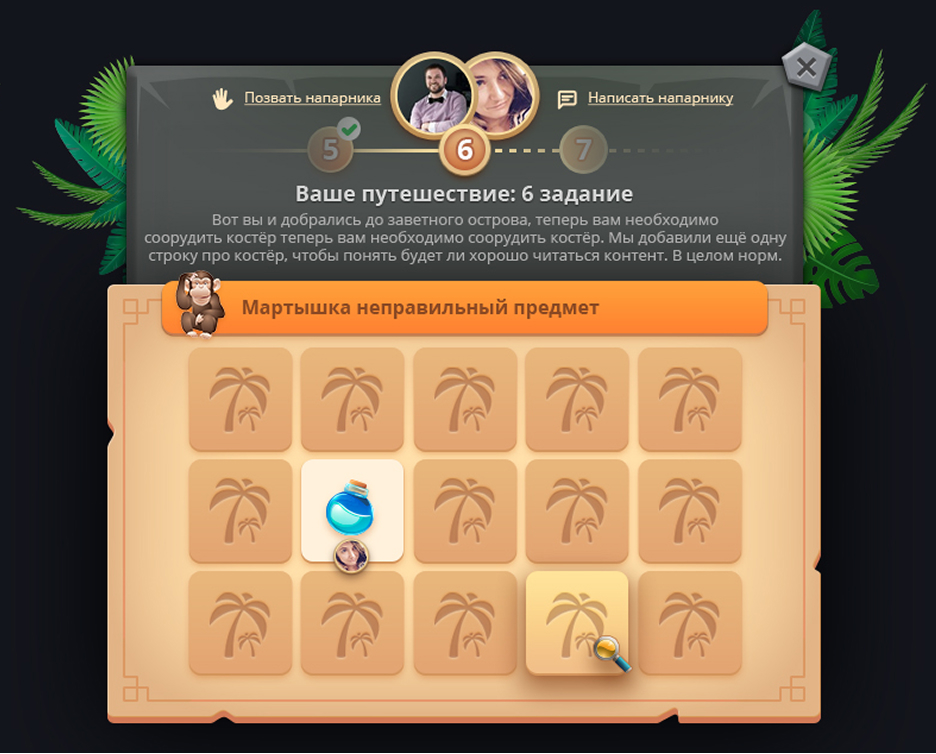 Позвать напарника
Написать напарнику
5
6
7
Ваше путешествие: 6 задание
Вот вы и добрались до заветного острова, теперь вам необходимо
соорудить костёр теперь вам необходимо соорудить костёр. Мы добавили ещё одну
строку про костёр, чтобы понять будет ли хорошо читаться контент. В целом норм.
Мартышка неправильный предмет